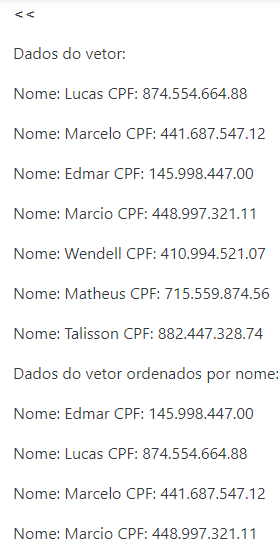 <<
Dados do vetor:
Nome: Lucas CPF: 874.554.664.88
Nome: Marcelo CPF: 441.687.547.12
Nome: Edmar CPF: 145.998.447.00
Nome: Marcio CPF: 448.997.321.11
Nome: Wendell CPF: 410.994.521.07
Nome: Matheus CPF: 715.559.874.56
Nome: Talisson CPF: 882.447.328.74
Dados do vetor ordenados por nome:
Nome: Edmar CPF: 145.998.447.00
Nome: Lucas CPF: 874.554.664.88
Nome: Marcelo CPF: 441.687.547.12
Nome: Marcio CPF: 448.997.321.11